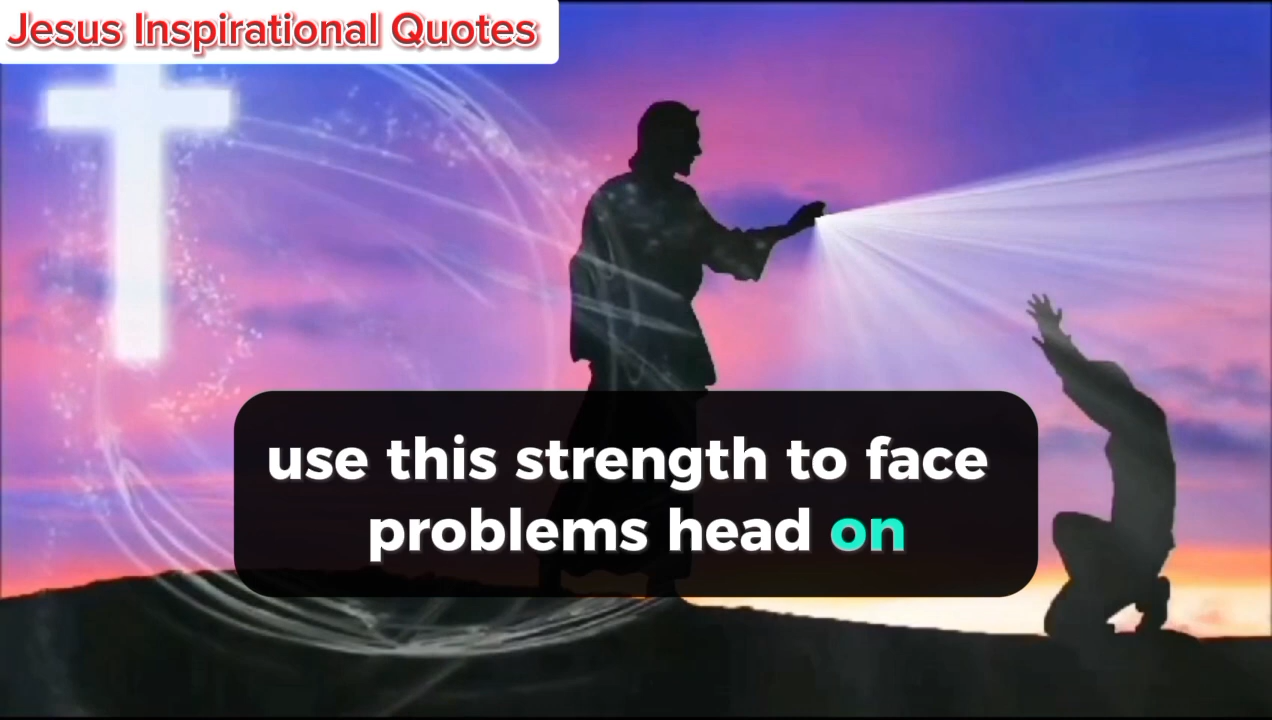 Jesus Inspirational Quotes
use this strength to face
problems head on